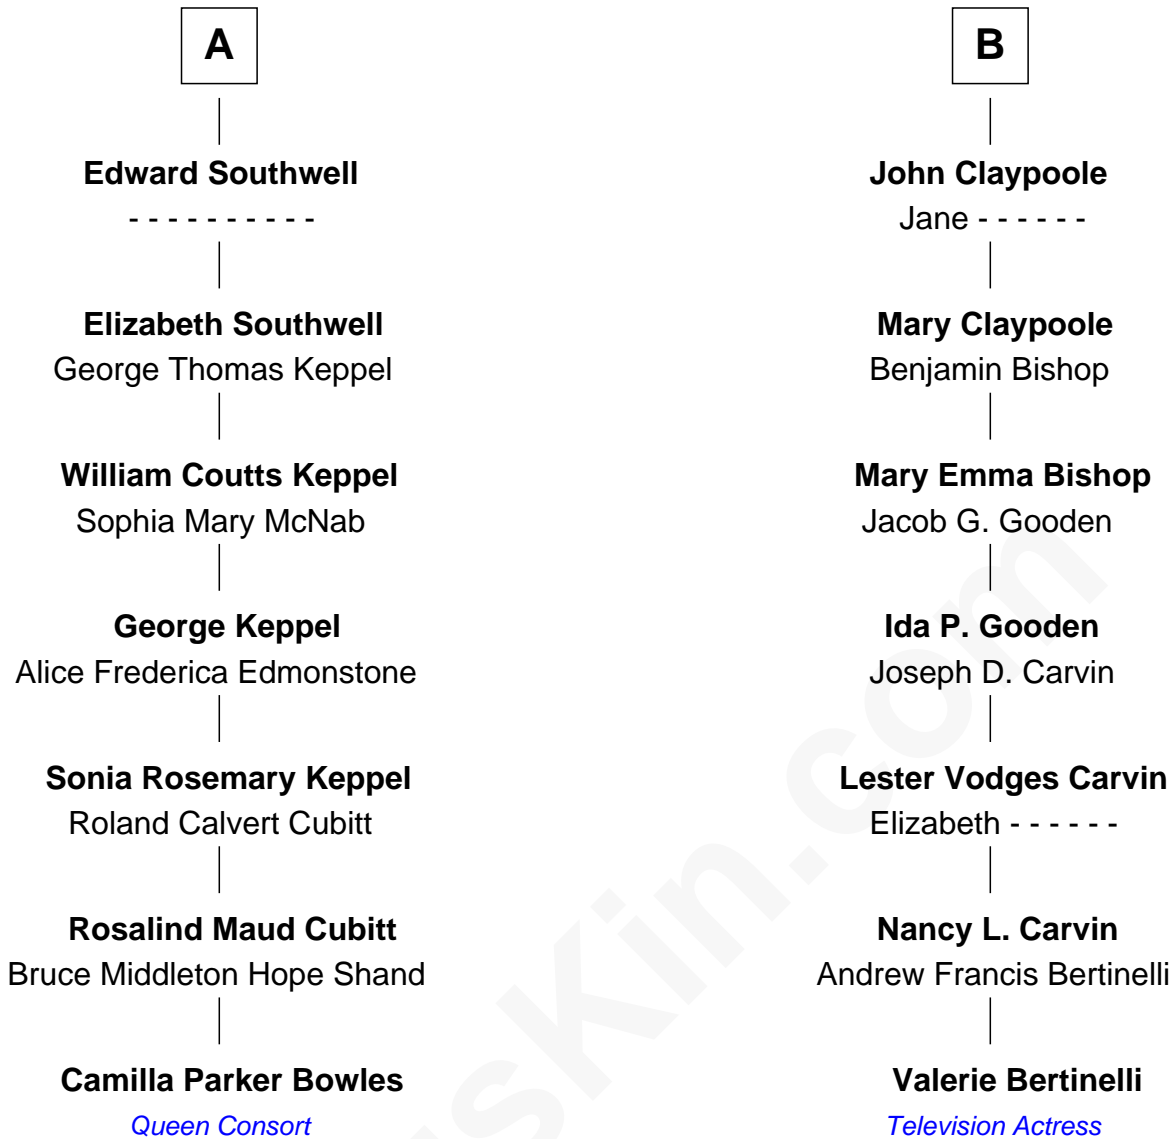 A
Edward Southwell
- - - - - - - - - -
Elizabeth Southwell
George Thomas Keppel
William Coutts Keppel
Sophia Mary McNab
George Keppel
Alice Frederica Edmonstone
Sonia Rosemary Keppel
Roland Calvert Cubitt
Rosalind Maud Cubitt
Bruce Middleton Hope Shand
Camilla Parker Bowles
Queen Consort
B
John Claypoole
Jane - - - - - -
Mary Claypoole
Benjamin Bishop
Mary Emma Bishop
Jacob G. Gooden
Ida P. Gooden
Joseph D. Carvin
Lester Vodges Carvin
Elizabeth - - - - - -
Nancy L. Carvin
Andrew Francis Bertinelli
Valerie Bertinelli
Television Actress